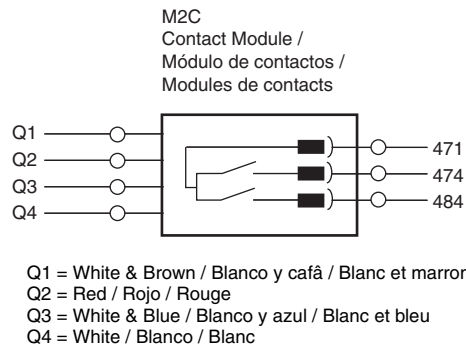 M2C
Contact Module /
Módulo de contactos /
Modules de contacts
Q1
Q2
Q3
Q4
471
474
484
Q1 = White & Brown / Blanco y cafâ / Blanc et marron
Q2 = Red / Rojo / Rouge
Q3 = White & Blue / Blanco y azul / Blanc et bleu
Q4 = White / Blanco / Blanc